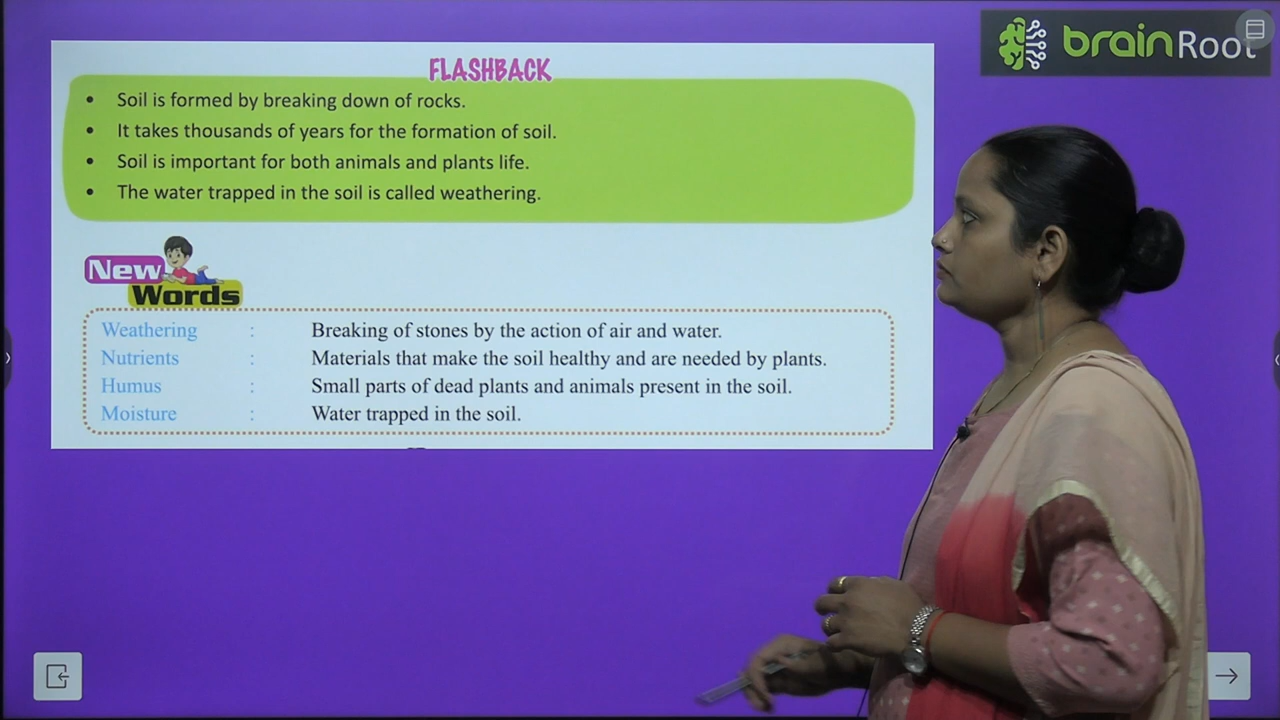 brainRoot
FLASHBACK
• Soil is formed by breaking down of rocks.
• It takes thousands of years for the formation of soil.
• Soil is important for both animals and plants life.
• The water trapped in the soil is called weathering.
New
Words
Weathering : Breaking of stones by the action of air and water.
Nutrients : Materials that make the soil healthy and are needed by plants.
Humus : Small parts of dead plants and animals present in the soil.
Moisture : Water trapped in the soil.